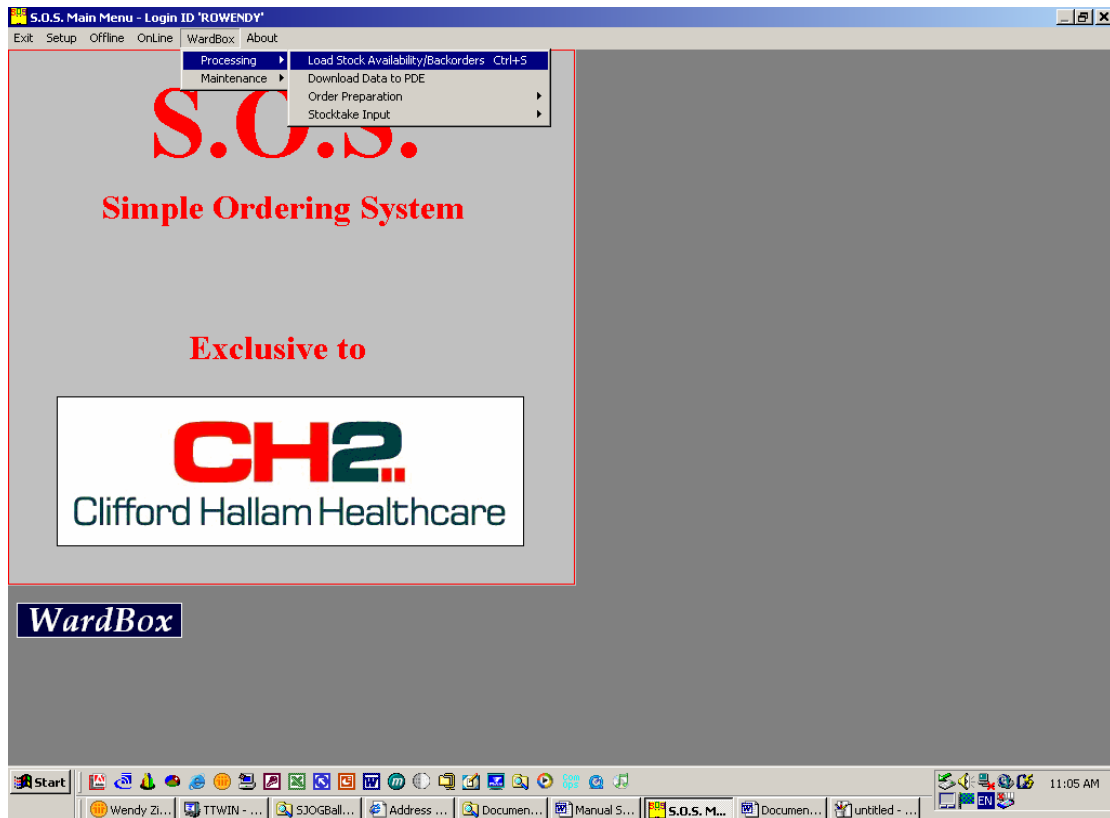 S.O.S. Main Menu - Login ID 'ROWENDY'
Exit Setup Offline OnLine WardBox About
Processing
Maintenance
Load Stock Availability/Backorders Ctrl+S
Download Data to PDE
Order Preparation
Stocktake Input
S.O.S.
Simple Ordering System
Exclusive to
CH2..
Clifford Hallam Healthcare
WardBox
Start
11:05 AM
EN
Wendy Zi... TTWIN - ... SJOGBall... Address ... Documen... Manual S... S.O.S. M... Documen... untitled - ...